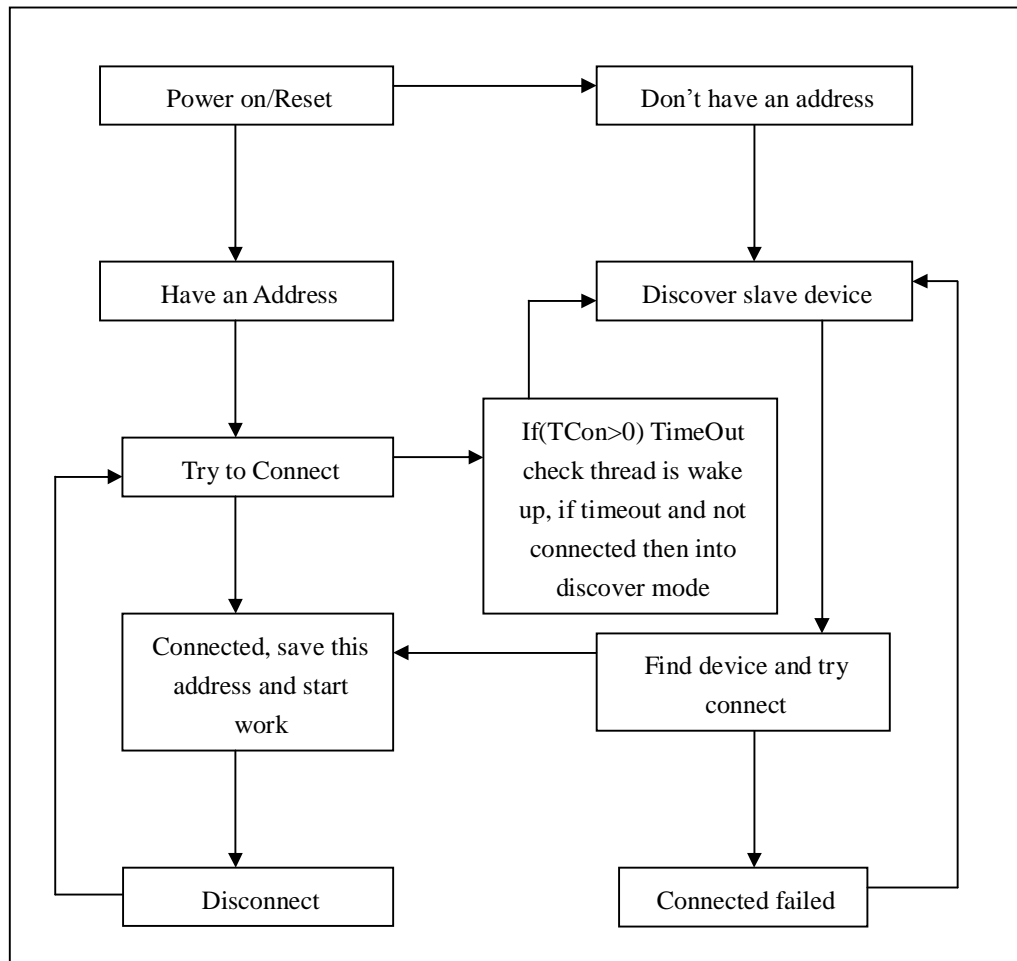 Power on/Reset
Don’t have an address
Have an Address
Discover slave device
Try to Connect
If(TCon>0) TimeOut
check thread is wake
up, if timeout and not
connected then into
discover mode
Connected, save this
address and start
work
Find device and try
connect
Disconnect
Connected failed